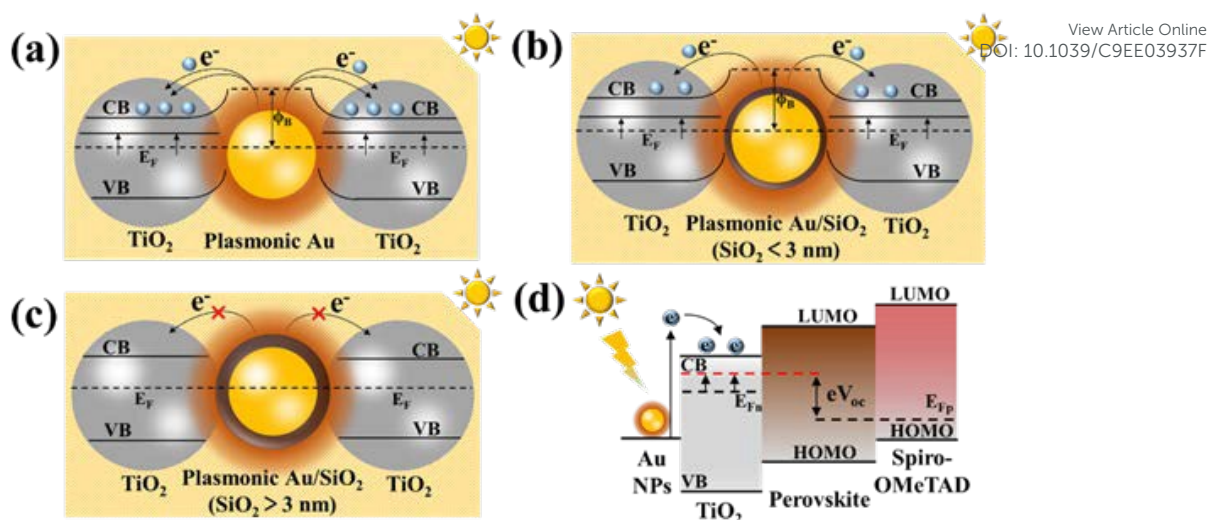 View Article Online
DOI: 10.1039/C9EE03937F
(a)
e-
e-
CB
CB
ϕB
EF
EF
VB
VB
TiO2
Plasmonic Au
TiO2
(b)
e-
e-
CB
CB
ϕB
EF
EF
VB
VB
TiO2
Plasmonic Au/SiO2
(SiO2 < 3 nm)
TiO2
(c)
e-
e-
CB
CB
EF
EF
VB
VB
TiO2
Plasmonic Au/SiO2
(SiO2 > 3 nm)
TiO2
(d)
LUMO
LUMO
e
e
e
CB
EFn
eVoc
EFp
HOMO
HOMO
Au
NPs
VB
TiO2
Perovskite
Spiro-
OMeTAD